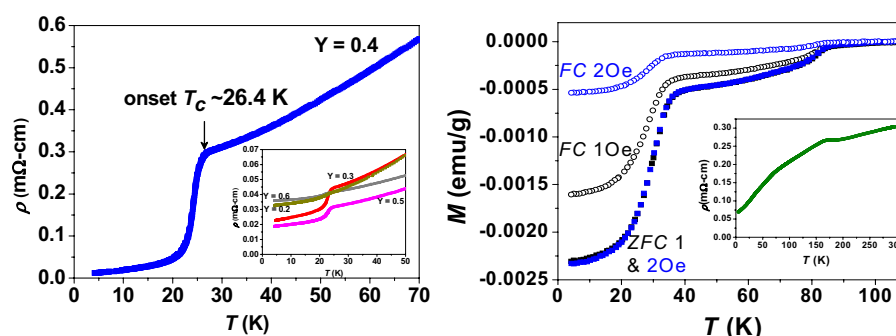 0.6
0.5
0.4
0.3
0.2
0.1
0.0
ρ (mΩ-cm)
Y = 0.4
onset Tc ~26.4 K
0.07
0.06
0.05
0.04
0.03
0.02
0.01
0.00
ρ (mΩ-cm)
Y = 0.3
Y = 0.6
Y = 0.2
Y = 0.5
0 10 20 30 40 50
T (K)
0 10 20 30 40 50 60 70
T (K)
0.0000
-0.0005
-0.0010
-0.0015
-0.0020
-0.0025
M (emu/g)
FC 2Oe
FC 1Oe
ZFC 1
& 2Oe
0.30
0.25
0.20
0.15
0.10
0.05
0.00
ρ(mΩ-cm)
0 50 100 150 200 250 300
T (K)
0 20 40 60 80 100
T (K)